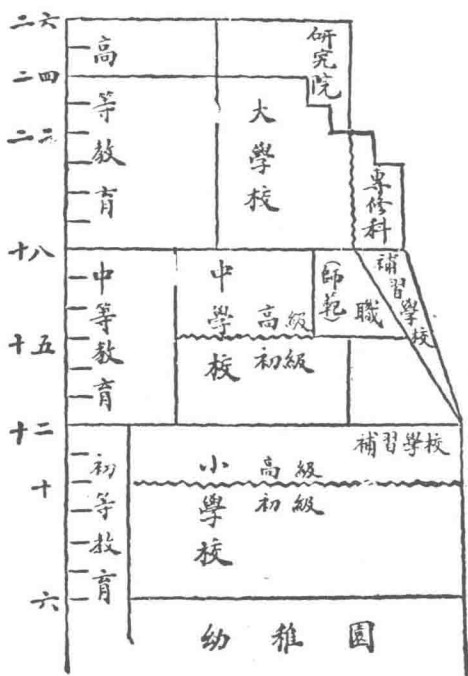 二六
二四
二二
十八
十五
十二
十
六
高等教育
中等教育
初等教育
研究院
大學校
專修科
中學校
高級
初級
(師範)
職
補習學校
補習學校
小學校
高級
初級
幼稚園